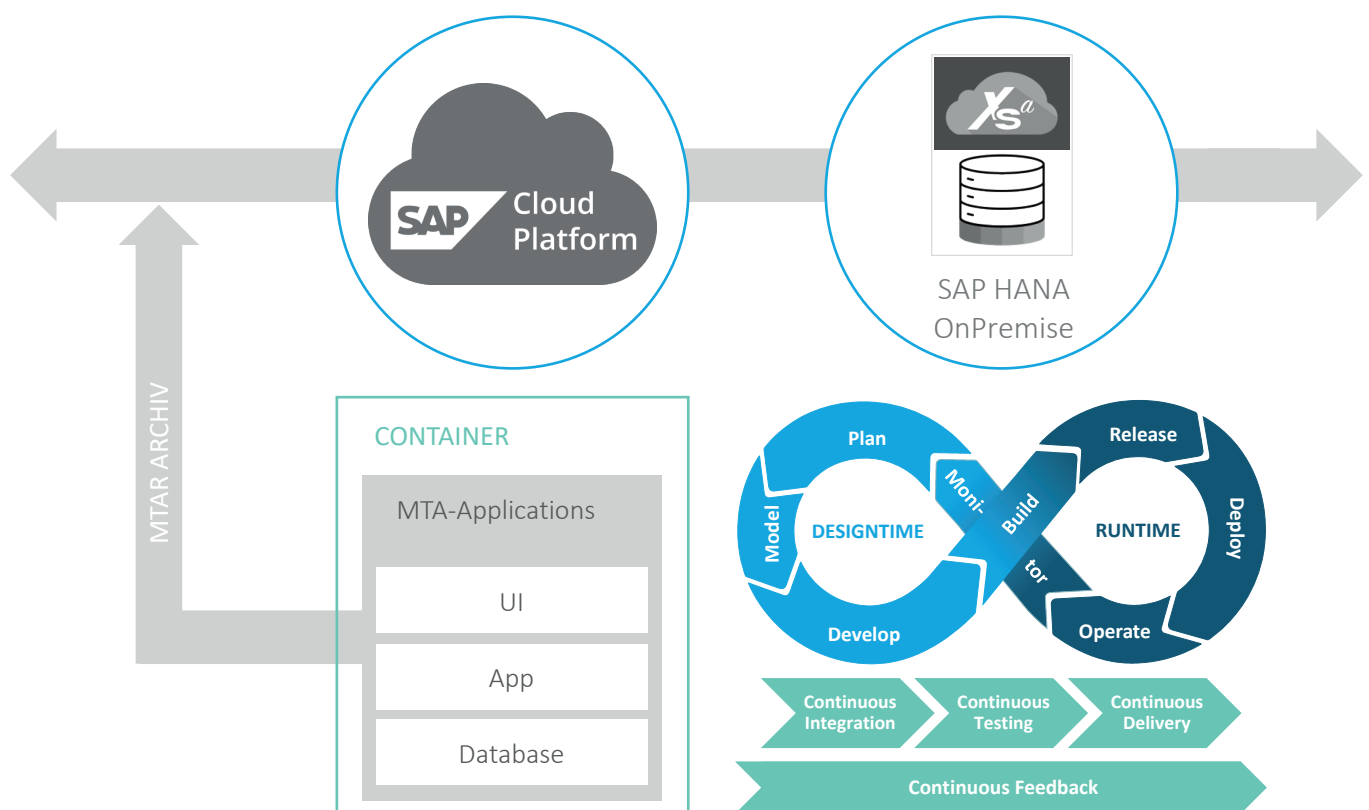 SAP
Cloud
Platform
XSa
SAP HANA
OnPremise
MTAR ARCHIV
CONTAINER
MTA-Applications
UI
App
Database
Plan
Model
Develop
DESIGNTIME
Moni-
tor
Build
RUNTIME
Release
Deploy
Operate
Continuous
Integration
Continuous
Testing
Continuous
Delivery
Continuous Feedback